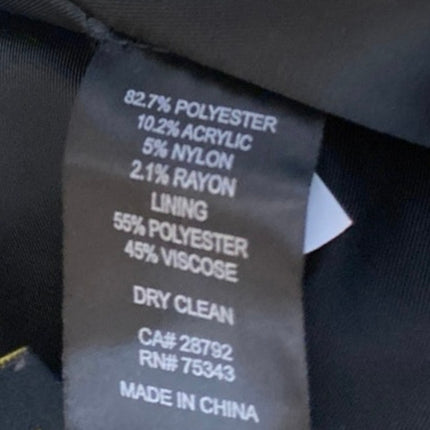 82.7% POLYESTER
10.2% ACRYLIC
5% NYLON
2.1% RAYON
LINING
55% POLYESTER
45% VISCOSE
DRY CLEAN
CA# 28792
RN# 75343
MADE IN CHINA